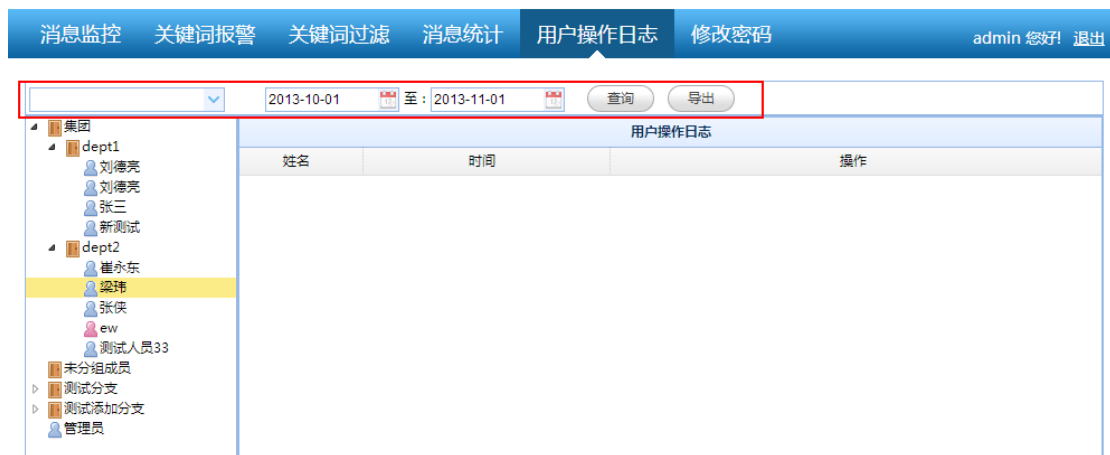 消息监控 关键词报警 关键词过滤 消息统计 用户操作日志 修改密码 admin 您好! 退出
2013-10-01 至: 2013-11-01 查询 导出
集团
dept1
刘德亮
刘德亮
张三
新测试
dept2
崔永东
梁玮
张侠
ew
测试人员33
未分组成员
测试分支
测试添加分支
管理员
用户操作日志
姓名 时间 操作